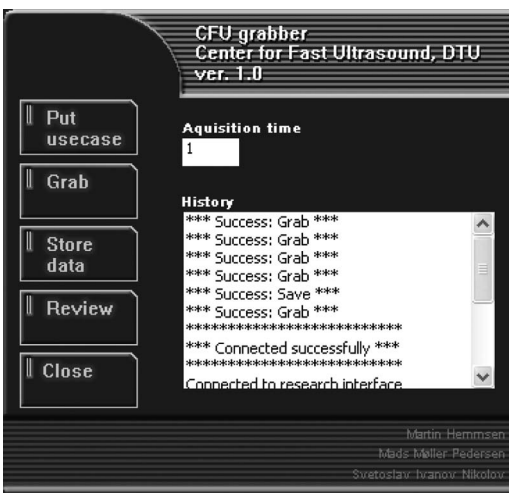 CFU grabber
Center for Fast Ultrasound, DTU
ver. 1.0
Put
usecase
Grab
Store
data
Review
Close
Aquisition time
1
History
*** Success: Grab ***
*** Success: Grab ***
*** Success: Grab ***
*** Success: Grab ***
*** Success: Save ***
*** Success: Grab ***
**************************
*** Connected successfully ***
**************************
Connected to research interface
Martin Hemmsen
Mads Møller Pedersen
Svetoslav Ivanov Nikolov